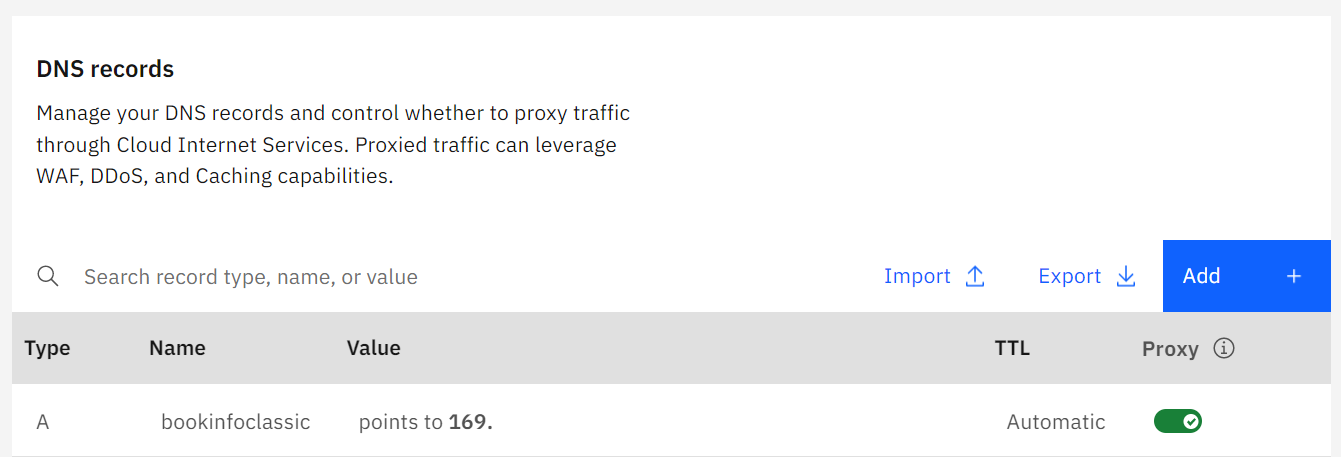 DNS records
Manage your DNS records and control whether to proxy traffic
through Cloud Internet Services. Proxied traffic can leverage
WAF, DDoS, and Caching capabilities.
Search record type, name, or value
Import
Export
Add +
Type Name Value TTL Proxy
A bookinfoclassic points to 169. Automatic